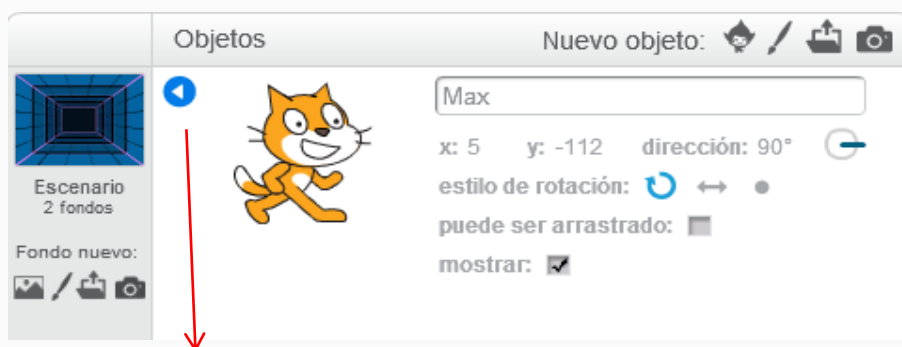 Objetos
Nuevo objeto:
Max
x: 5 y: -112 dirección: 90°
estilo de rotación:
puede ser arrastrado:
mostrar:
Escenario
2 fondos
Fondo nuevo: